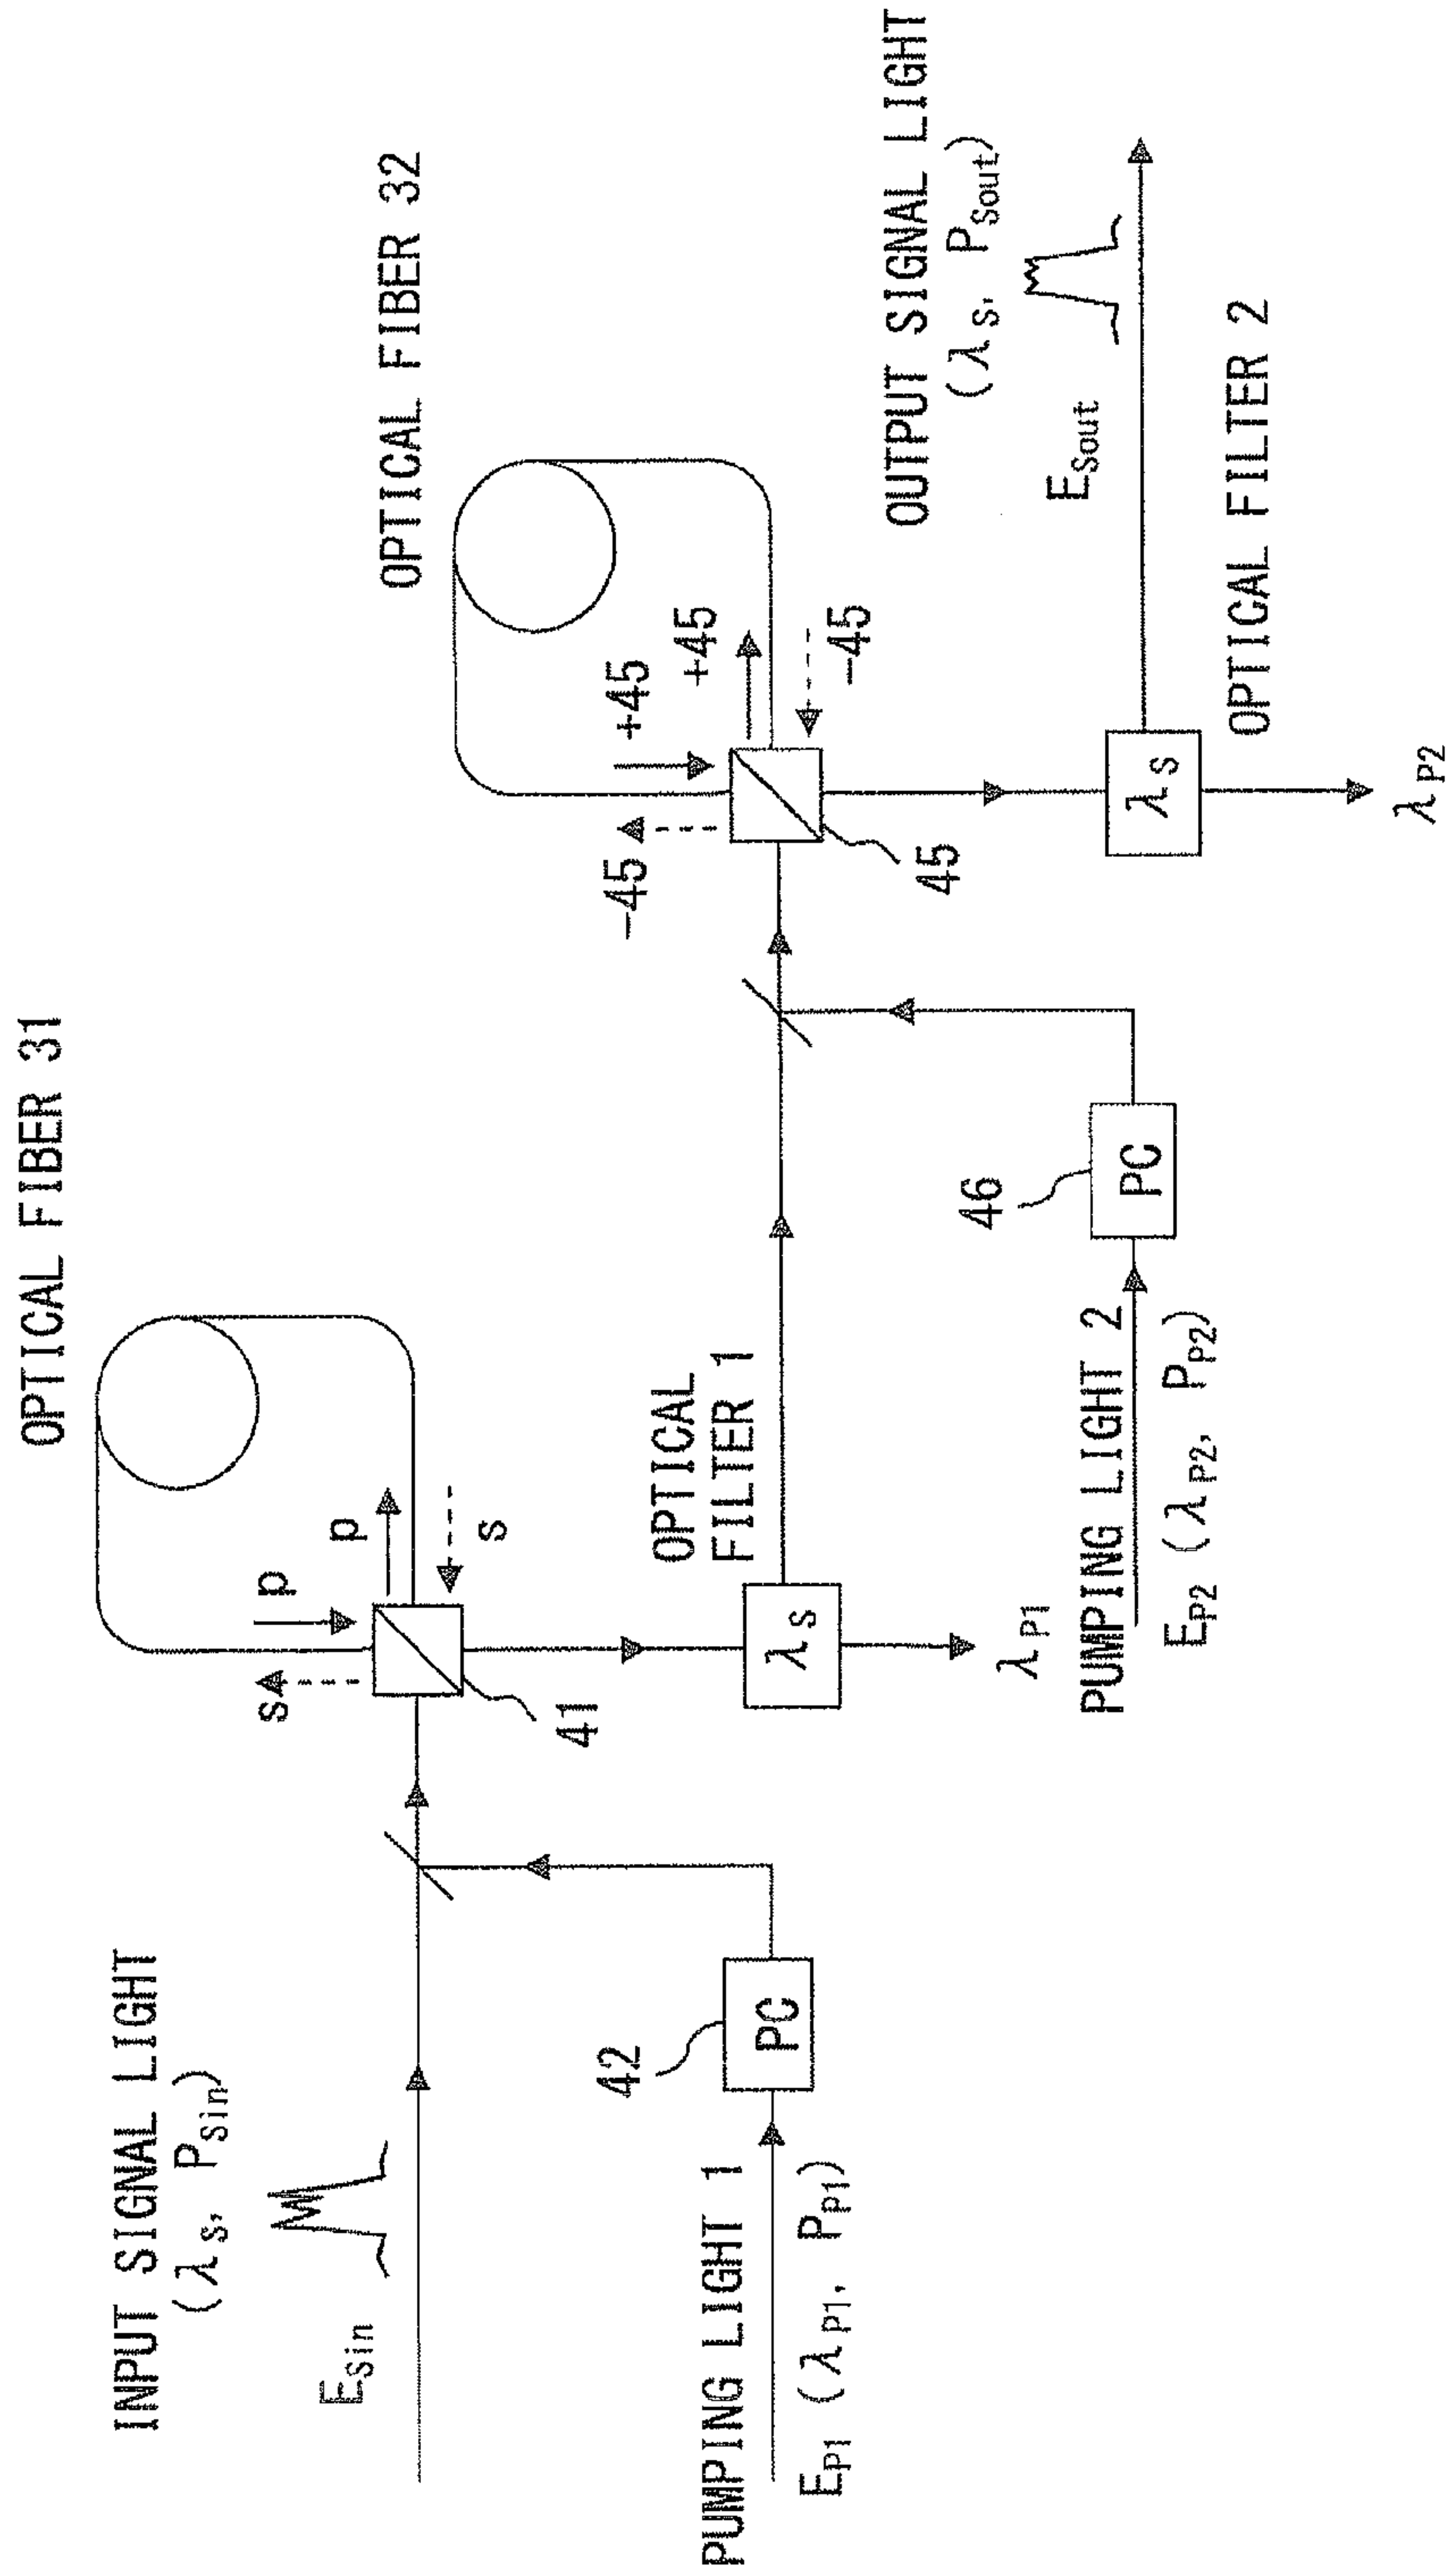 INPUT SIGNAL LIGHT
(λS, PSin)
ESin
PUMPING LIGHT 1
EP1 (λP1, PP1)
42
PC
OPTICAL FIBER 31
p
p
s
s
41
OPTICAL
FILTER 1
λs
λP1
PUMPING LIGHT 2
EP2 (λP2, PP2)
46
PC
OPTICAL FIBER 32
+45
+45
-45
-45
45
OUTPUT SIGNAL LIGHT
(λS, PSout)
ESout
λs
OPTICAL FILTER 2
λP2